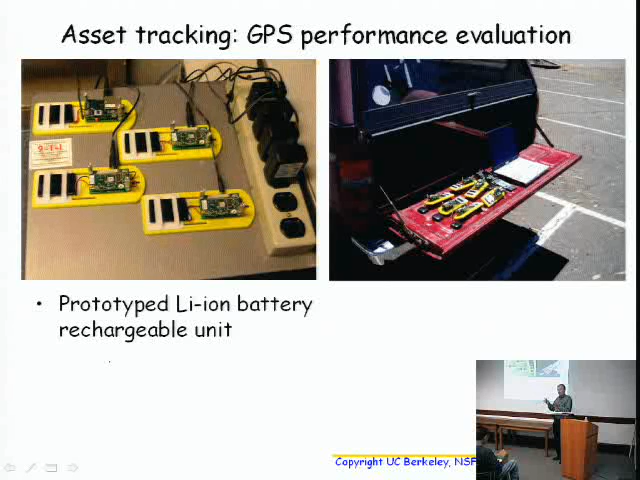 Asset tracking: GPS performance evaluation
• Prototyped Li-ion battery
rechargeable unit
Copyright UC Berkeley, NSF